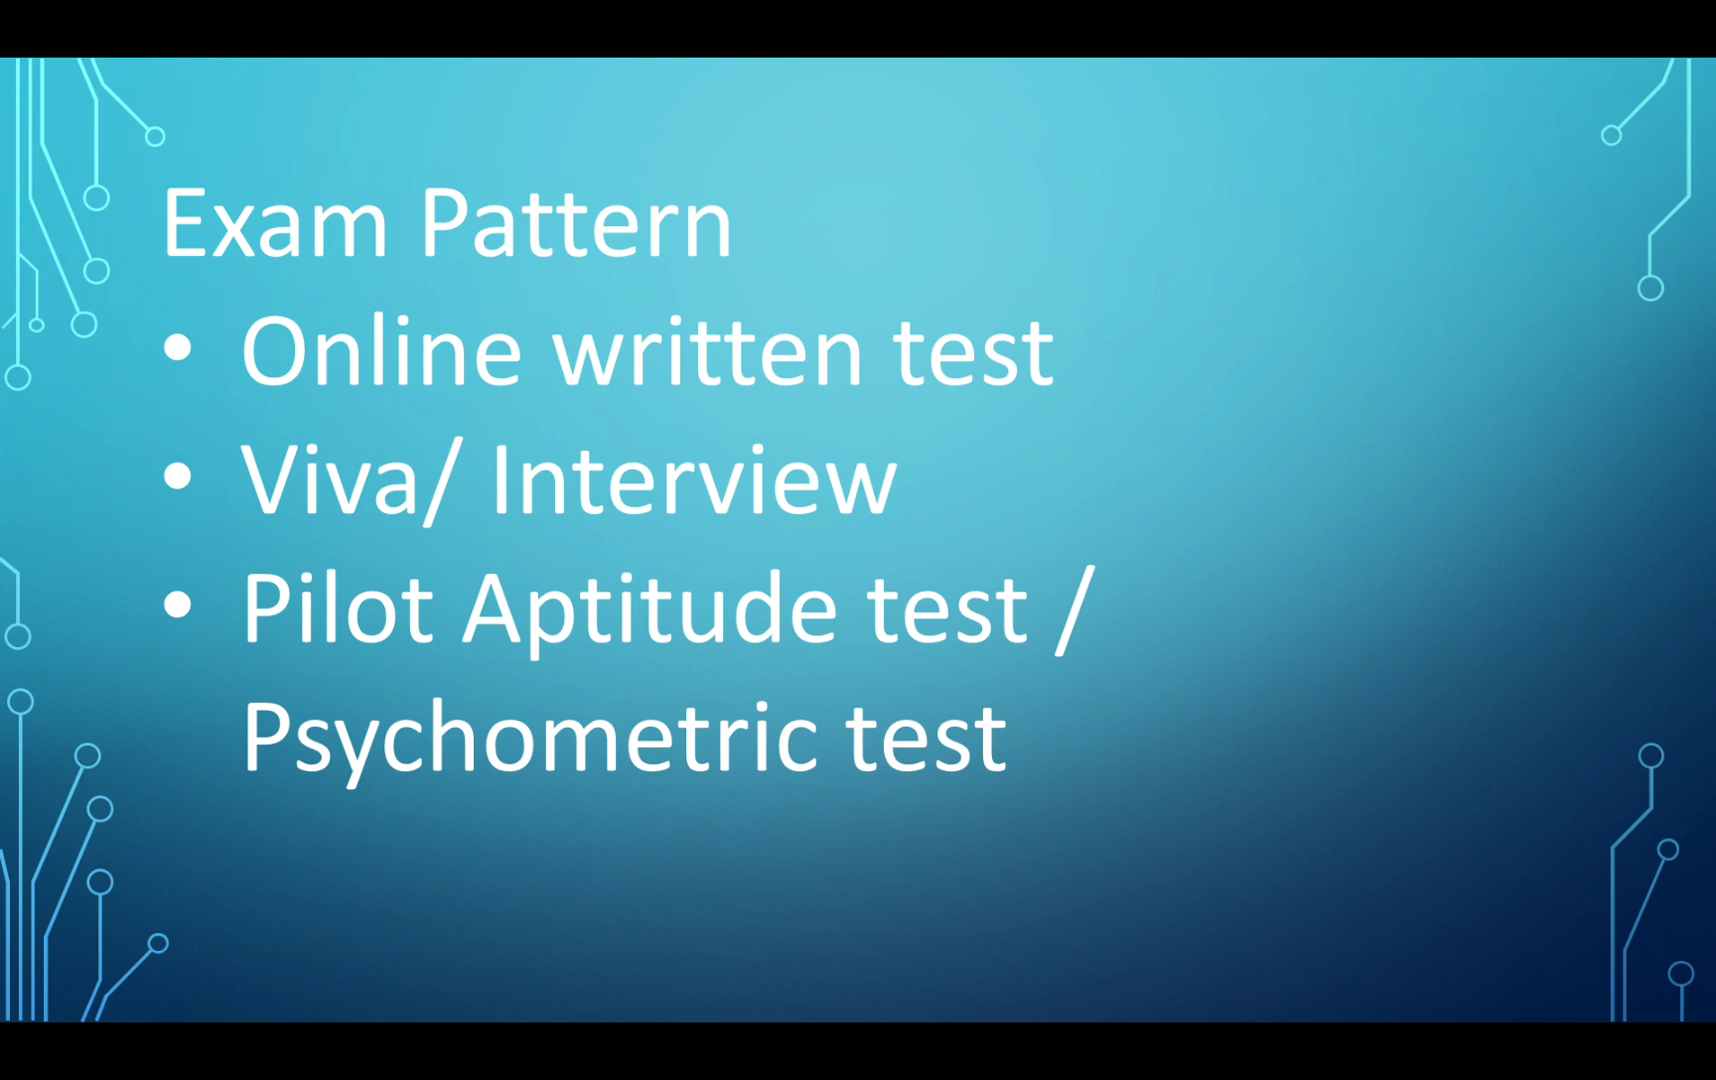 Exam Pattern
• Online written test
• Viva/ Interview
• Pilot Aptitude test /
Psychometric test